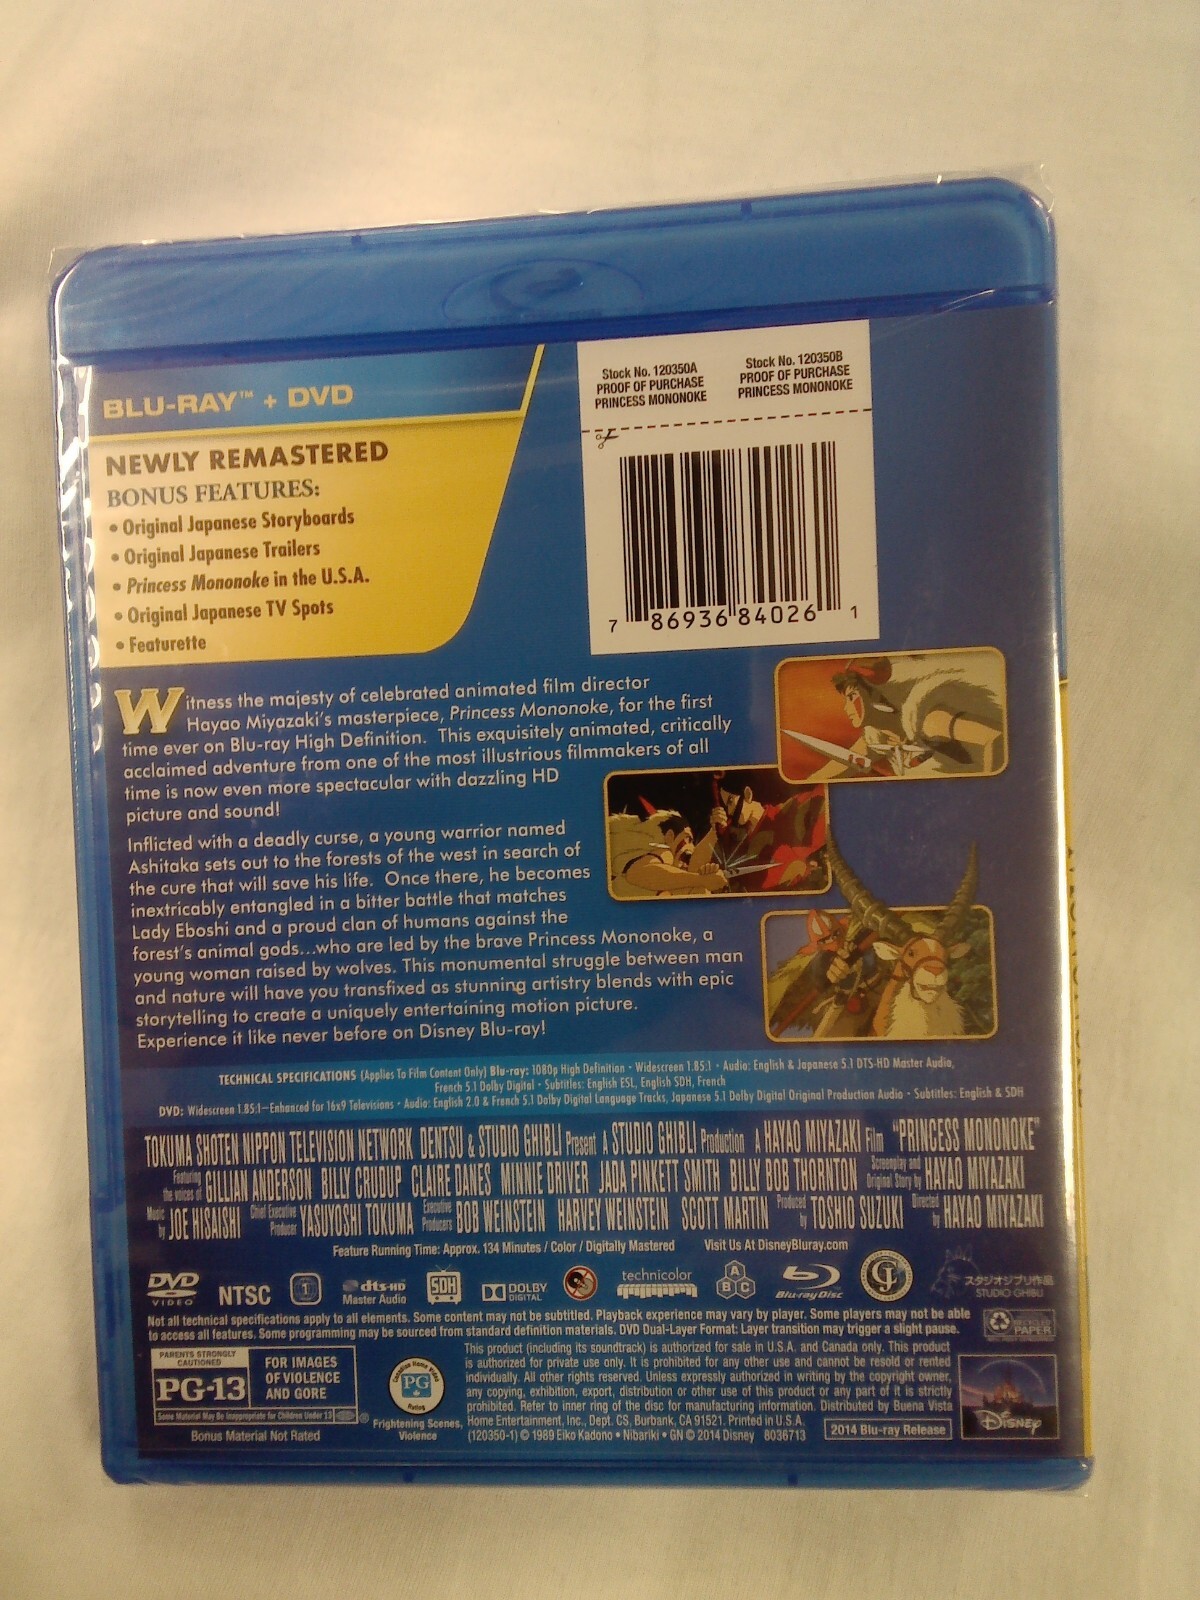 BLU-RAY™ + DVD
NEWLY REMASTERED
BONUS FEATURES:
• Original Japanese Storyboards
• Original Japanese Trailers
• Princess Mononoke in the U.S.A.
• Original Japanese TV Spots
• Featurette
Stock No. 120350A
PROOF OF PURCHASE
PRINCESS MONONOKE
Stock No. 120350B
PROOF OF PURCHASE
PRINCESS MONONOKE
7 86936 84026 1
Witness the majesty of celebrated animated film director
Hayao Miyazaki's masterpiece, Princess Mononoke, for the first
time ever on Blu-ray High Definition. This exquisitely animated, critically
acclaimed adventure from one of the most illustrious filmmakers of all
time is now even more spectacular with dazzling HD
picture and sound!
Inflicted with a deadly curse, a young warrior named
Ashitaka sets out to the forests of the west in search of
the cure that will save his life. Once there, he becomes
inextricably entangled in a bitter battle that matches
Lady Eboshi and a proud clan of humans against the
forest's animal gods...who are led by the brave Princess Mononoke, a
young woman raised by wolves. This monumental struggle between man
and nature will have you transfixed as stunning artistry blends with epic
storytelling to create a uniquely entertaining motion picture.
Experience it like never before on Disney Blu-ray!
TECHNICAL SPECIFICATIONS (Applies To Film Content Only) Blu-ray: 1080p High Definition • Widescreen 1.85:1 • Audio: English & Japanese 5.1 DTS-HD Master Audio,
French 5.1 Dolby Digital • Subtitles: English ESL, English SDH, French
DVD: Widescreen 1.85:1—Enhanced for 16x9 Televisions • Audio: English 2.0 & French 5.1 Dolby Digital Language Tracks, Japanese 5.1 Dolby Digital Original Production Audio • Subtitles: English & SDH
TOKUMA SHOTEN NIPPON TELEVISION NETWORK DENTSU & STUDIO GHIBLI Present A STUDIO GHIBLI Production A HAYAO MIYAZAKI Film "PRINCESS MONONOKE"
Featuring the voices of GILLIAN ANDERSON BILLY CRUDUP CLAIRE DANES MINNIE DRIVER JADA PINKETT SMITH BILLY BOB THORNTON Screenplay and Original Story by HAYAO MIYAZAKI
Music by JOE HISAISHI Chief Executive Producer YASUYOSHI TOKUMA Executive Producers BOB WEINSTEIN HARVEY WEINSTEIN SCOTT MARTIN Produced by TOSHIO SUZUKI Directed by HAYAO MIYAZAKI
Feature Running Time: Approx. 134 Minutes / Color / Digitally Mastered Visit Us At DisneyBluray.com
DVD VIDEO
NTSC
1
dts-HD Master Audio
SDH
DOLBY DIGITAL
technicolor
ABC
Blu-ray Disc
スタジオジブリ作品
STUDIO GHIBLI
Not all technical specifications apply to all elements. Some content may not be subtitled. Playback experience may vary by player. Some players may not be able
to access all features. Some programming may be sourced from standard definition materials. DVD Dual-Layer Format: Layer transition may trigger a slight pause.
RECYCLED PAPER
PARENTS STRONGLY CAUTIONED
PG-13
FOR IMAGES
OF VIOLENCE
AND GORE
Some Material May Be Inappropriate for Children Under 13
Bonus Material Not Rated
Canadian Home Video
PG
Rating
Frightening Scenes,
Violence
This product (including its soundtrack) is authorized for sale in U.S.A. and Canada only. This product
is authorized for private use only. It is prohibited for any other use and cannot be resold or rented
individually. All other rights reserved. Unless expressly authorized in writing by the copyright owner,
any copying, exhibition, export, distribution or other use of this product or any part of it is strictly
prohibited. Refer to inner ring of the disc for manufacturing information. Distributed by Buena Vista
Home Entertainment, Inc., Dept. CS, Burbank, CA 91521. Printed in U.S.A.
(120350-1) © 1989 Eiko Kadono • Nibariki • GN © 2014 Disney 8036713
2014 Blu-ray Release
Disney